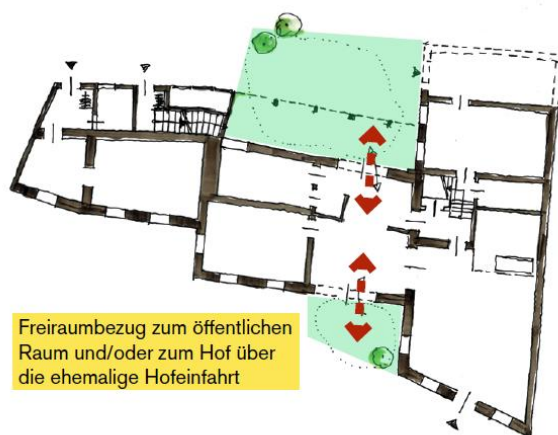 Freiraumbezug zum öffentlichen
Raum und/oder zum Hof über
die ehemalige Hofeinfahrt